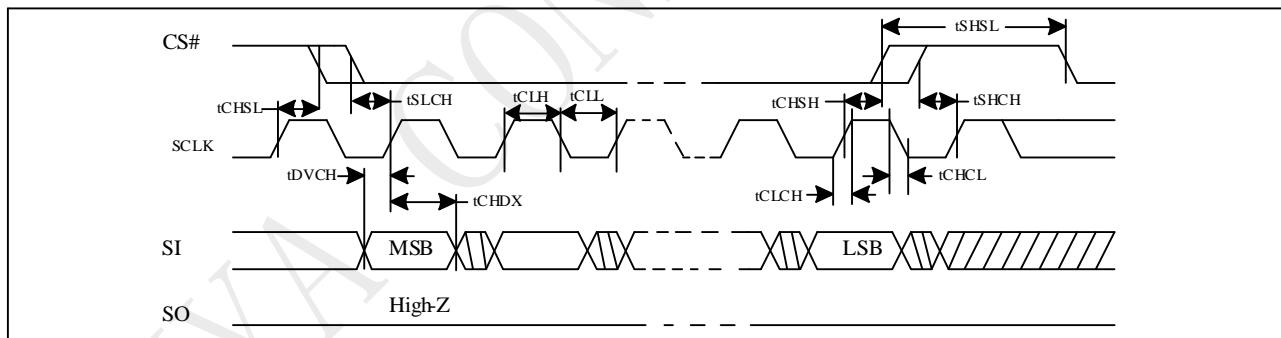 tSHSL
CS#
tCHSL
tSLCH
tCLH
tCLL
tCHSH
tSHCH
SCLK
tDVCH
tCHDX
tCLCH
tCHCL
SI
MSB
LSB
SO
High-Z